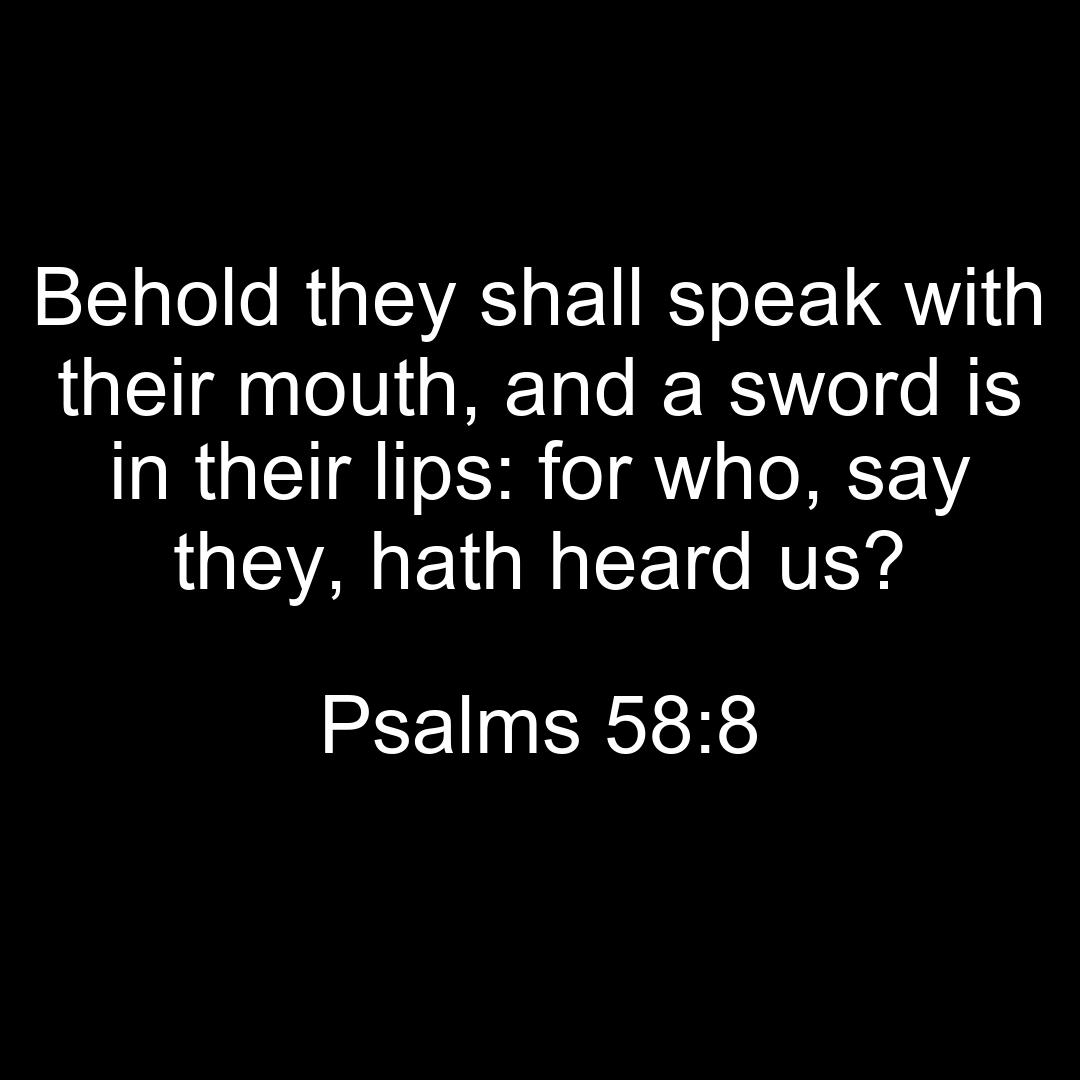 Behold they shall speak with
their mouth, and a sword is
in their lips: for who, say
they, hath heard us?
Psalms 58:8